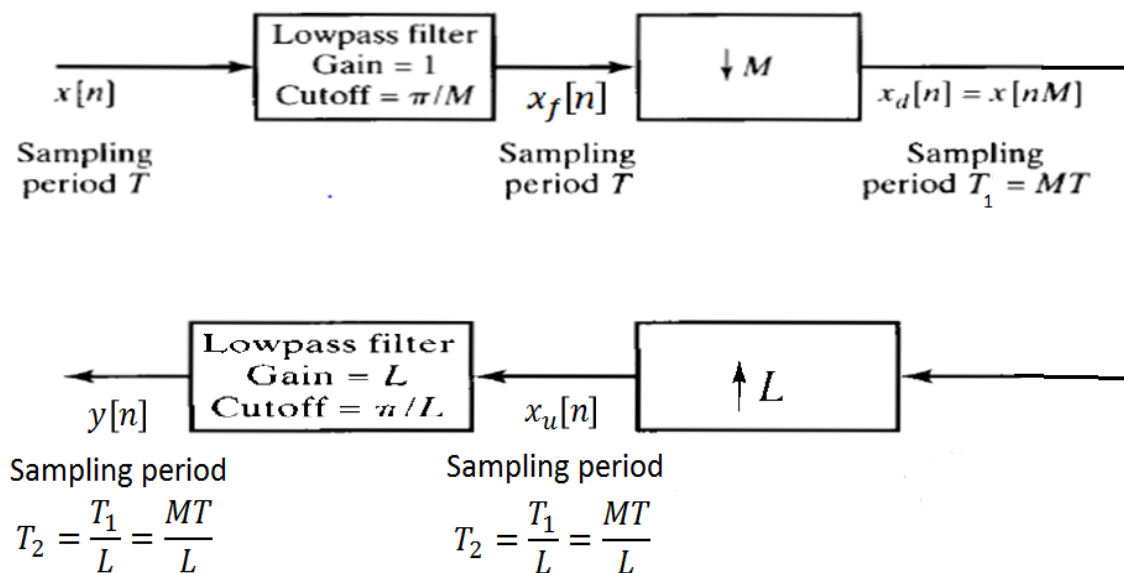 Lowpass filter
Gain = 1
Cutoff = π/M
↓ M
x[n]
x_f[n]
x_d[n] = x[nM]
Sampling
period T
Sampling
period T
Sampling
period T_1 = MT
Lowpass filter
Gain = L
Cutoff = π/L
↑ L
y[n]
x_u[n]
Sampling period
T_2 = T_1/L = MT/L
Sampling period
T_2 = T_1/L = MT/L